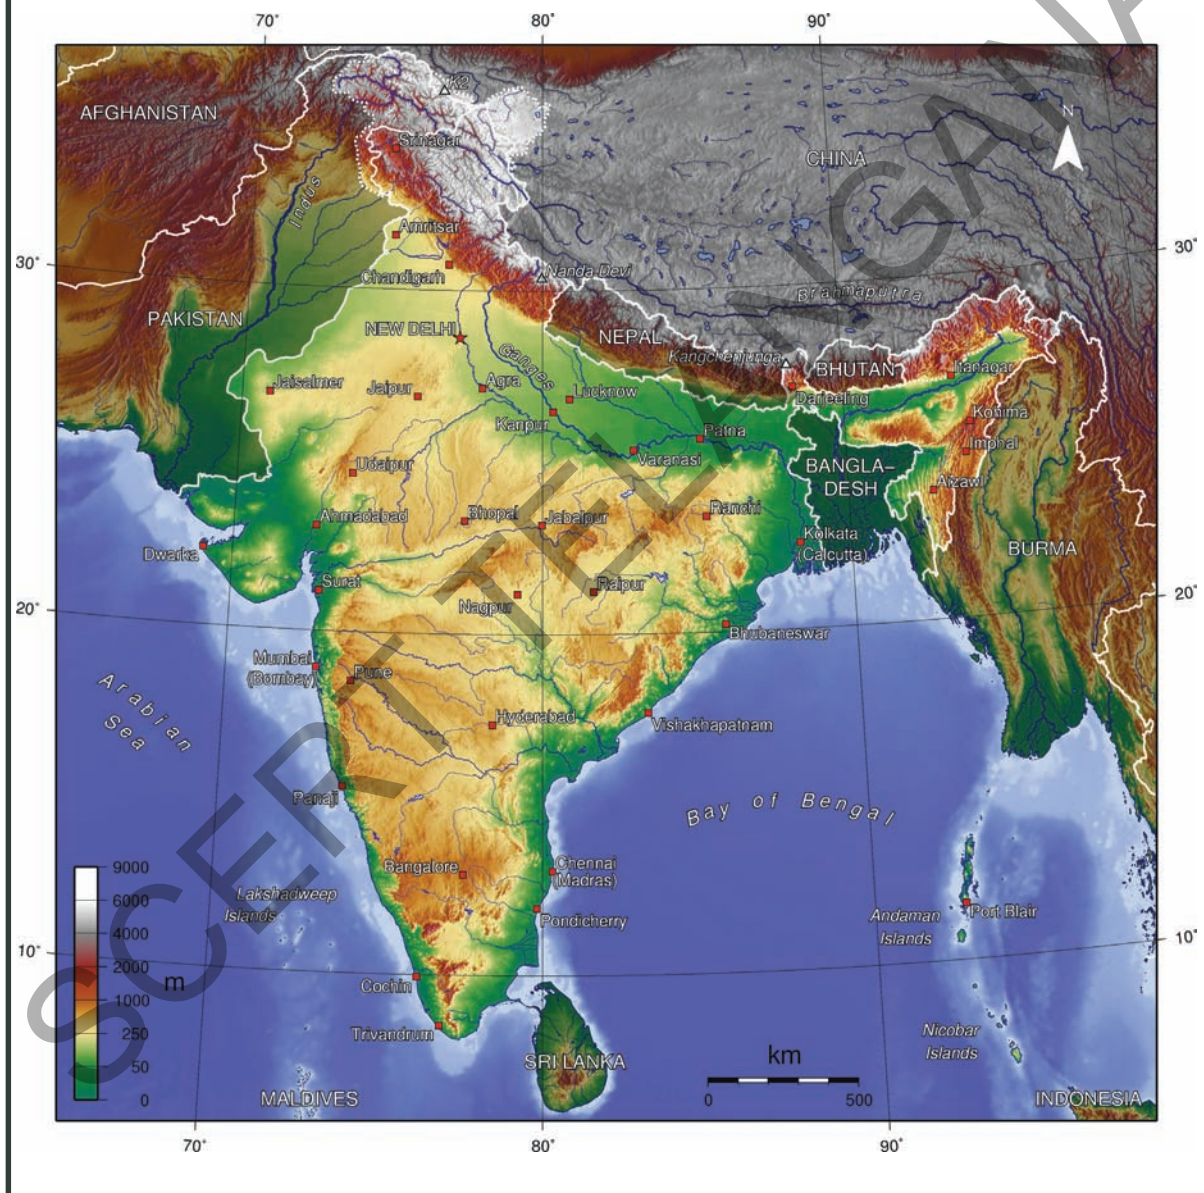 70°
80°
90°
K2
AFGHANISTAN
N
Srinagar
CHINA
Indus
Amritsar
30°
30°
Chandigarh
Nanda Devi
Brahmaputra
PAKISTAN
NEW DELHI
NEPAL
Ganges
Kangchenjunga
BHUTAN
Itanagar
Jaisalmer
Jaipur
Agra
Lucknow
Darjeeling
Kohima
Kanpur
Patna
Imphal
Varanasi
BANGLA–
DESH
Udaipur
Aizawl
Ahmadabad
Bhopal
Jabalpur
Ranchi
Kolkata
(Calcutta)
BURMA
Dwarka
Surat
Raipur
Nagpur
20°
20°
Bhubaneswar
Mumbai
(Bombay)
Pune
Arabian
Sea
Hyderabad
Vishakhapatnam
Panaji
Bay of Bengal
Bangalore
Chennai
(Madras)
9000
6000
4000
2000
1000
250
50
0
m
Lakshadweep
Islands
Pondicherry
Andaman
Islands
Port Blair
10°
10°
Cochin
Trivandrum
Nicobar
Islands
SRI LANKA
km
0
500
MALDIVES
INDONESIA
70°
80°
90°
SCERT TELANGANA